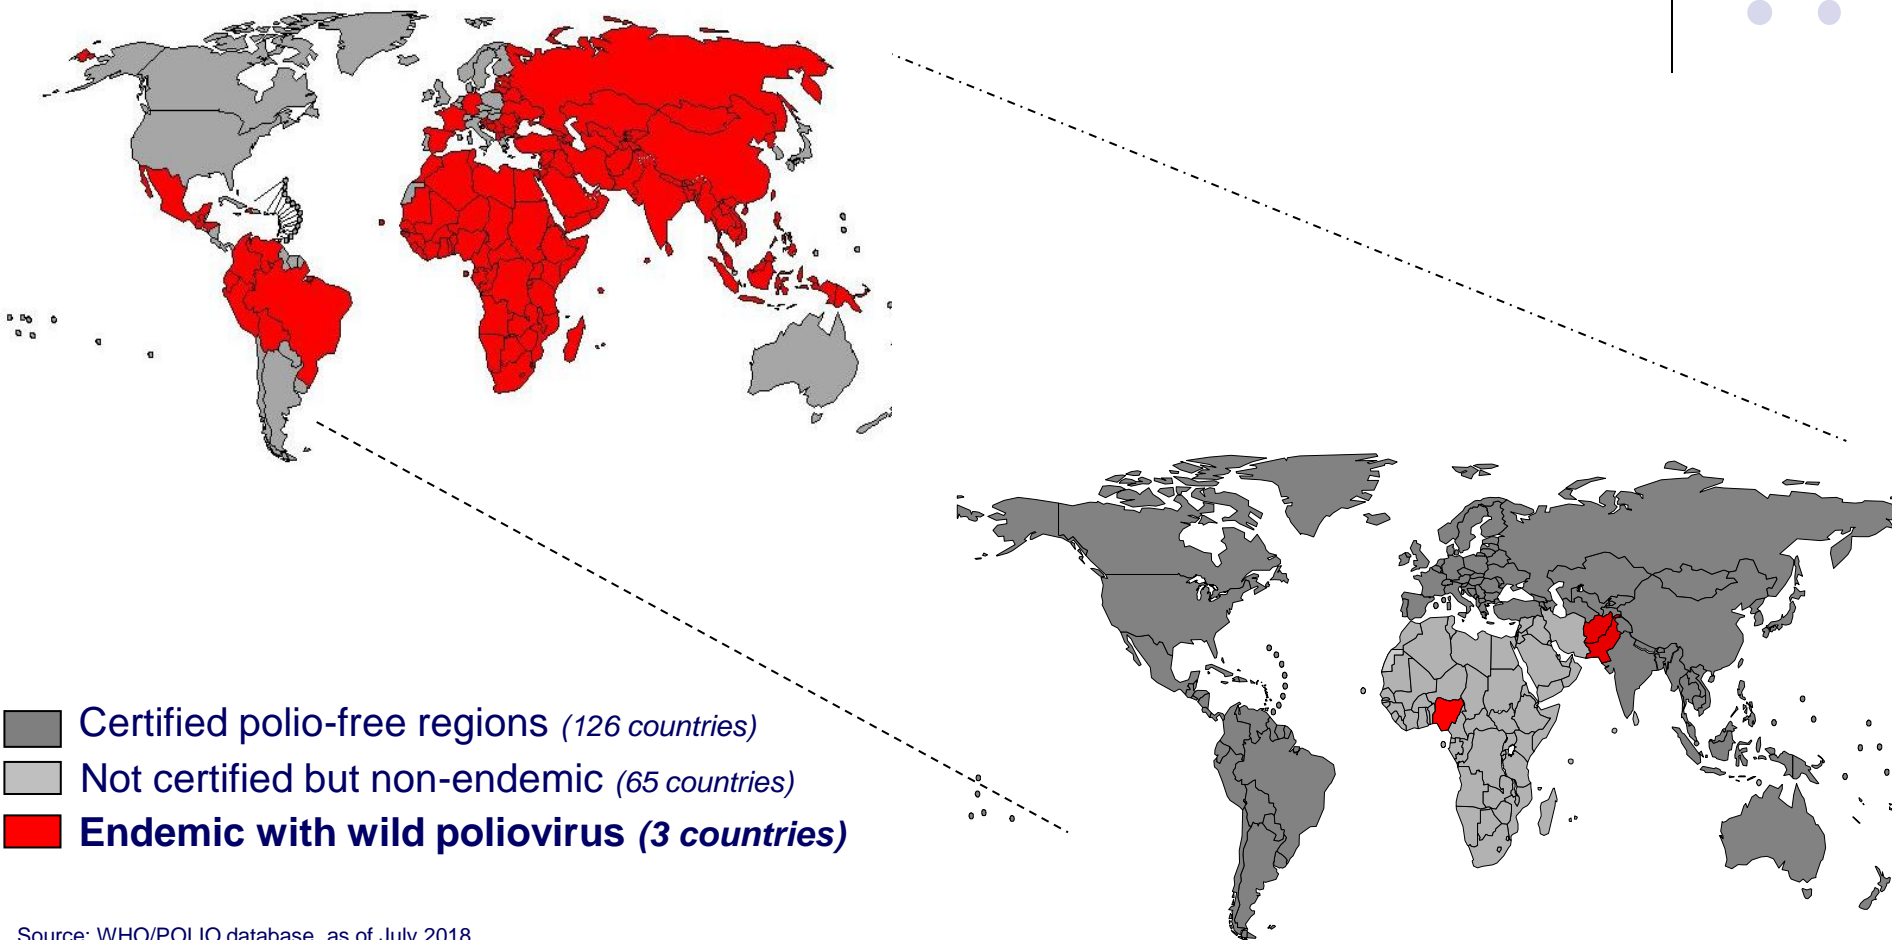 Certified polio-free regions (126 countries)
Not certified but non-endemic (65 countries)
Endemic with wild poliovirus (3 countries)
Source: WHO/POLIO database, as of July 2018